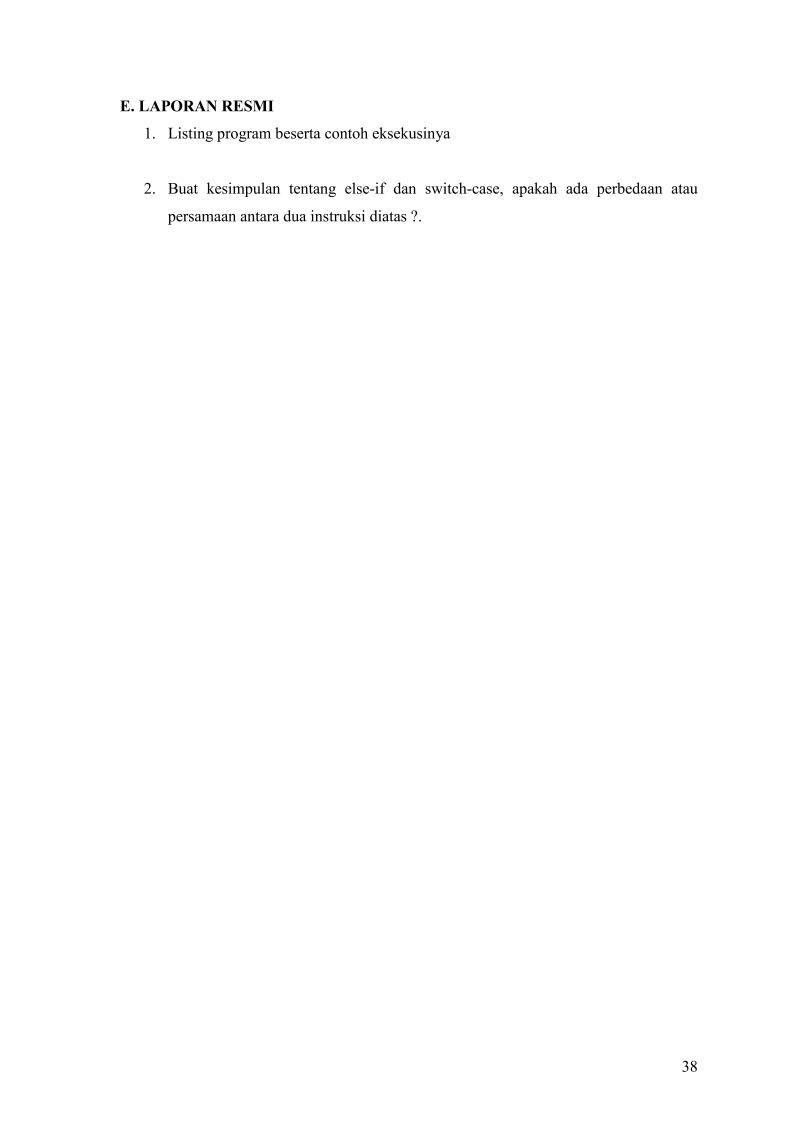 E. LAPORAN RESMI
1. Listing program beserta contoh eksekusinya
2. Buat kesimpulan tentang else-if dan switch-case, apakah ada perbedaan atau
persamaan antara dua instruksi diatas ?.
38